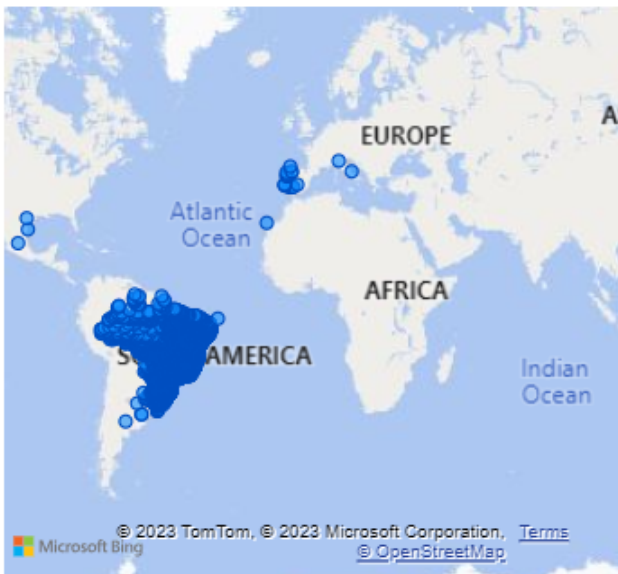 EUROPE
A
Atlantic
Ocean
AFRICA
S AMERICA
Indian
Ocean
© 2023 TomTom, © 2023 Microsoft Corporation, Terms
Microsoft Bing
© OpenStreetMap